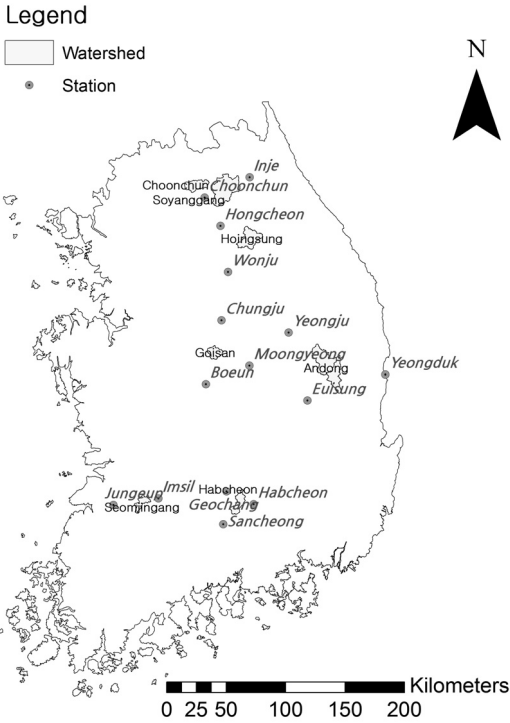 Legend
Watershed
Station
N
Inje
Choonchun
Choonchun
Soyanggang
Hongcheon
Hoingsung
Wonju
Chungju
Yeongju
Goisan
Moongyeong
Yeongduk
Boeun
Andong
Euisung
Jungeup
Imsil
Habcheon
Habcheon
Seomjingang
Geochang
Sancheong
Kilometers
0 25 50 100 150 200